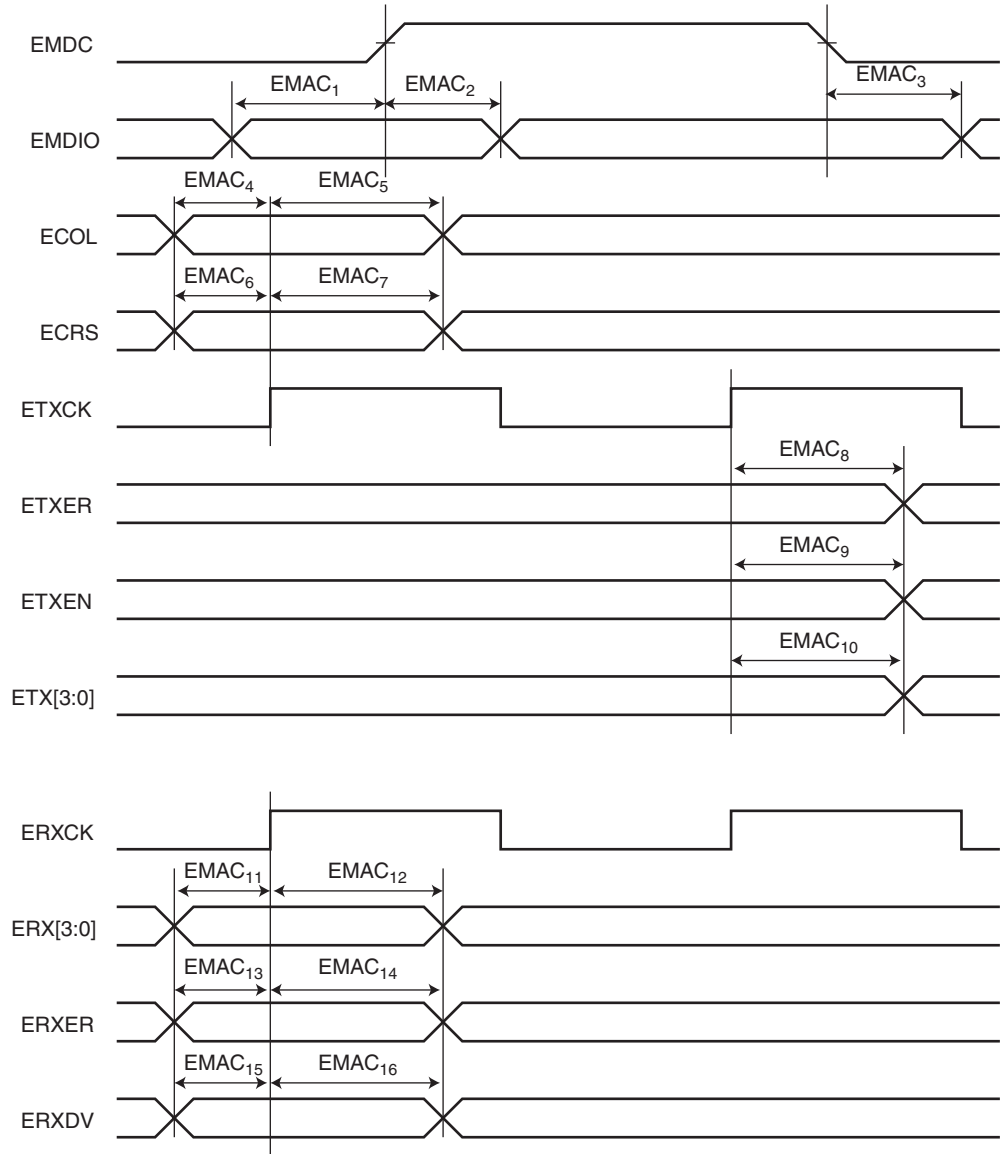 EMDC
EMAC₁ EMAC₂ EMAC₃
EMDIO
EMAC₄ EMAC₅
ECOL
EMAC₆ EMAC₇
ECRS
ETXCK
EMAC₈
ETXER
EMAC₉
ETXEN
EMAC₁₀
ETX[3:0]
ERXCK
EMAC₁₁ EMAC₁₂
ERX[3:0]
EMAC₁₃ EMAC₁₄
ERXER
EMAC₁₅ EMAC₁₆
ERXDV